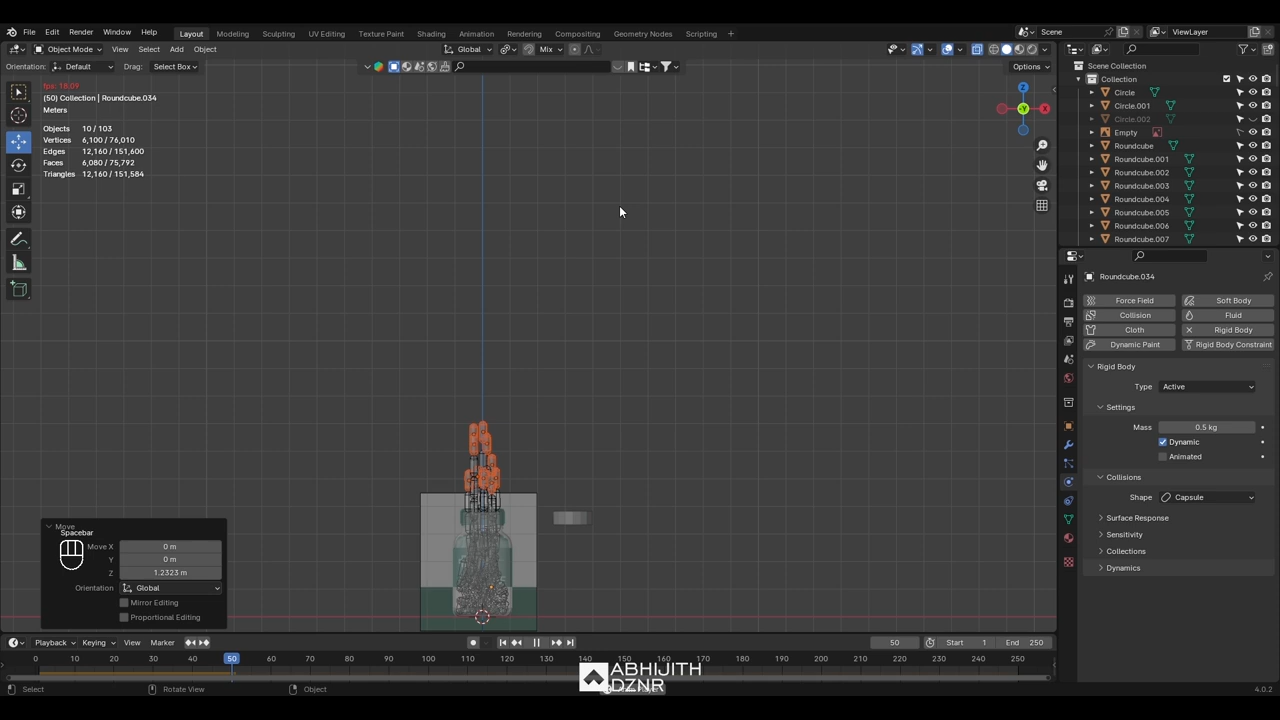 File Edit Render Window Help Layout Modeling Sculpting UV Editing Texture Paint Shading Animation Rendering Compositing Geometry Nodes Scripting + Scene ViewLayer
Object Mode View Select Add Object Global Mix
Orientation: Default Drag: Select Box Options
fps: 18.09
(50) Collection | Roundcube.034
Meters
Objects 10 / 103
Vertices 6,100 / 76,010
Edges 12,160 / 151,600
Faces 6,080 / 75,792
Triangles 12,160 / 151,584
Z
Y
X
Scene Collection
Collection
Circle
Circle.001
Circle.002
Empty
Roundcube
Roundcube.001
Roundcube.002
Roundcube.003
Roundcube.004
Roundcube.005
Roundcube.006
Roundcube.007
Roundcube.034
Force Field Soft Body
Collision Fluid
Cloth Rigid Body
Dynamic Paint Rigid Body Constraint
Rigid Body
Type Active
Settings
Mass 0.5 kg
Dynamic
Animated
Collisions
Shape Capsule
Surface Response
Sensitivity
Collections
Dynamics
Move
Spacebar
Move X 0 m
Y 0 m
Z 1.2323 m
Orientation Global
Mirror Editing
Proportional Editing
Playback Keying View Marker 50 Start 1 End 250
0 10 20 30 40 50 60 70 80 90 100 110 120 130 140 150 160 170 180 190 200 210 220 230 240 250
ABHIJITH
DZNR
Select Rotate View Object 4.0.2